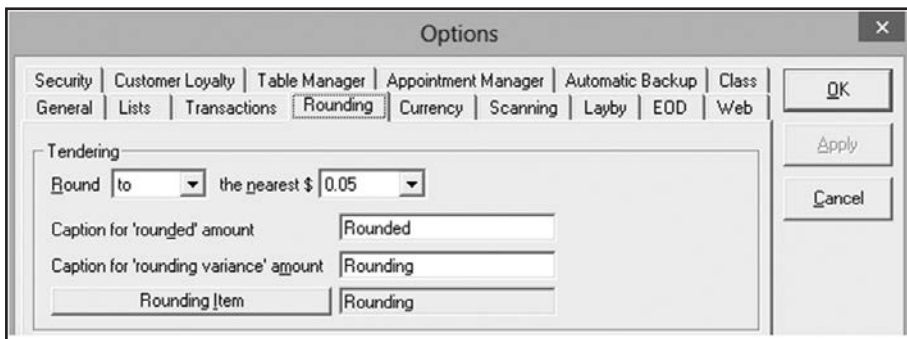 Options
Security Customer Loyalty Table Manager Appointment Manager Automatic Backup Class
General Lists Transactions Rounding Currency Scanning Layby EOD Web
OK
Apply
Cancel
Tendering
Round to the nearest $ 0.05
Caption for 'rounded' amount Rounded
Caption for 'rounding variance' amount Rounding
Rounding Item Rounding